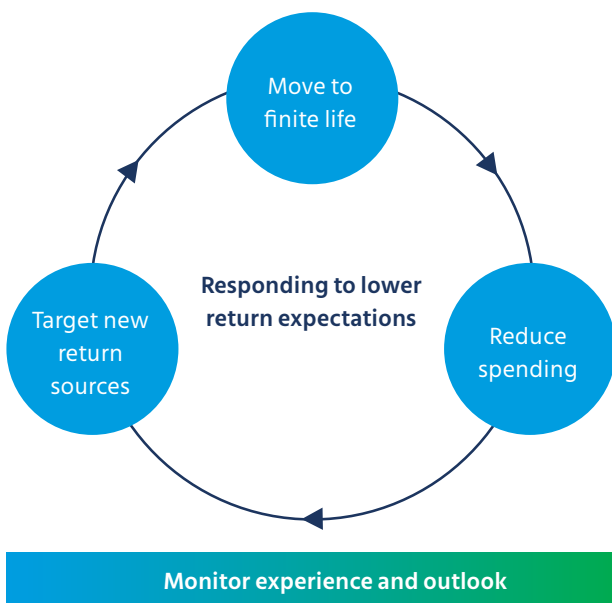 Move to
finite life
Responding to lower
return expectations
Target new
return
sources
Reduce
spending
Monitor experience and outlook